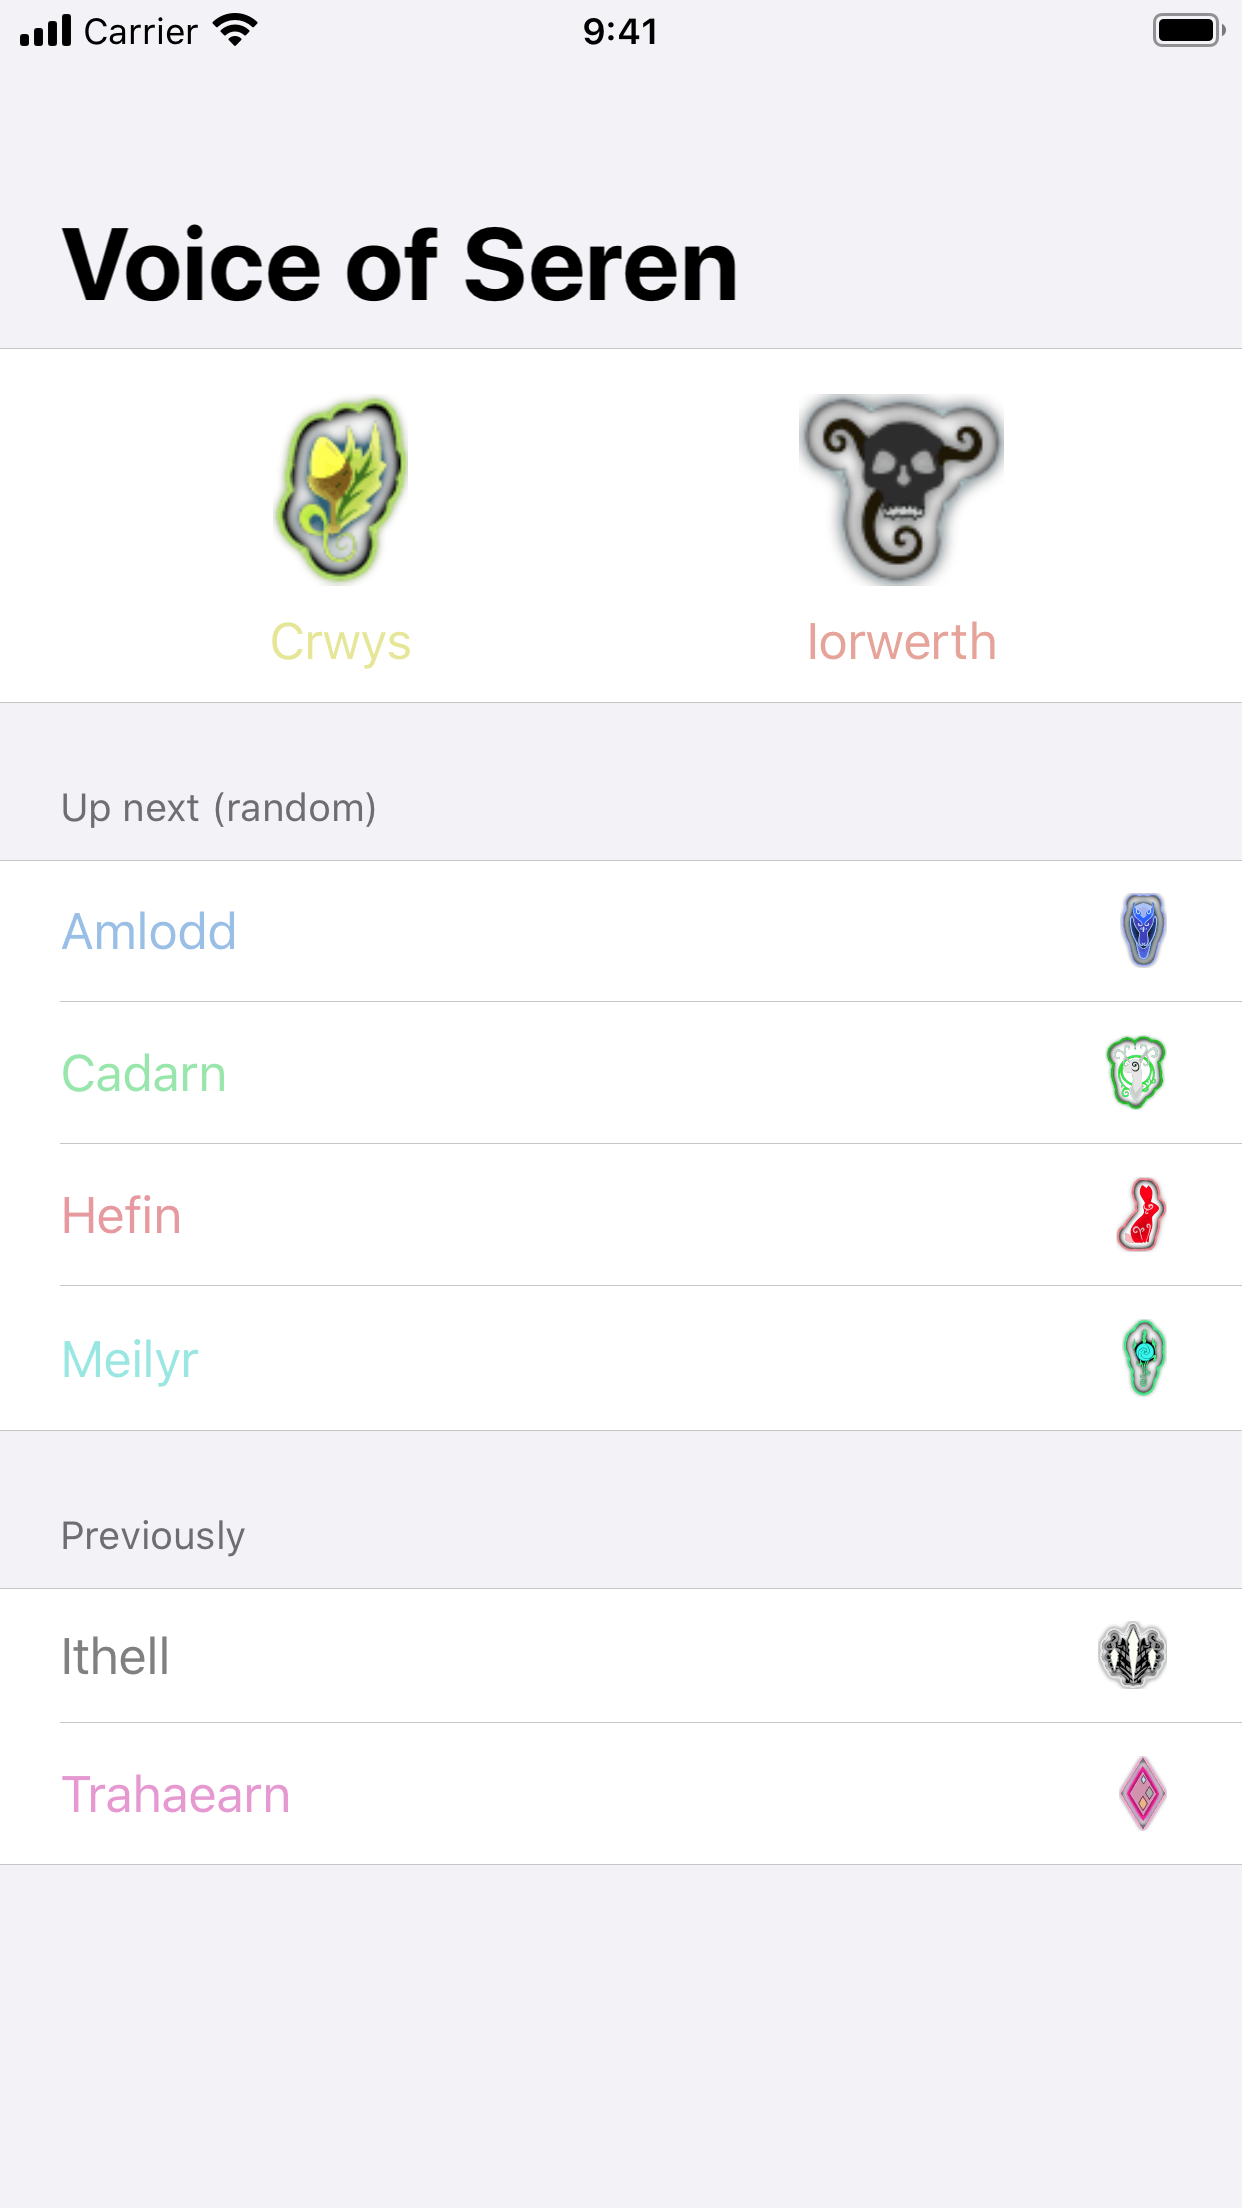 Carrier 9:41
Voice of Seren
Crwys Iorwerth
Up next (random)
Amlodd
Cadarn
Hefin
Meilyr
Previously
Ithell
Trahaearn